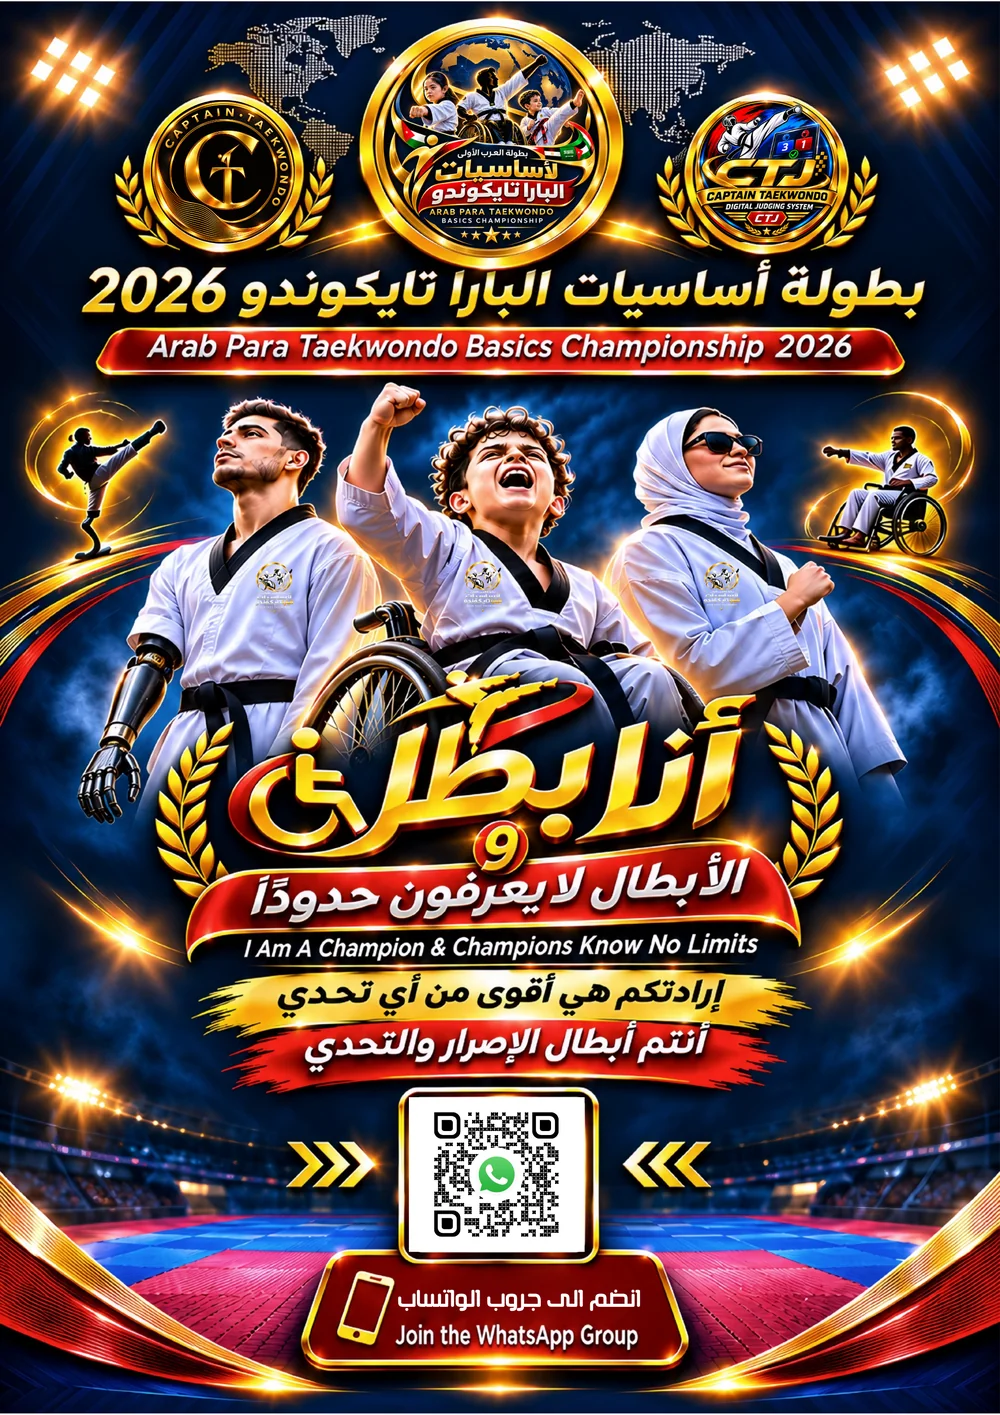 CAPTAIN · TAEKWONDO
CT
بطولة العرب الأولى
لأساسيات
البارا تايكوندو
ARAB PARA TAEKWONDO
BASICS CHAMPIONSHIP
3 1
CTJ
CAPTAIN TAEKWONDO
DIGITAL JUDGING SYSTEM
CTJ
بطولة أساسيات البارا تايكوندو 2026
Arab Para Taekwondo Basics Championship 2026
أنا بطل
و
الأبطال لا يعرفون حدودًا
I Am A Champion & Champions Know No Limits
إرادتكم هي أقوى من أي تحدي
أنتم أبطال الإصرار والتحدي
انضم الى جروب الواتساب
Join the WhatsApp Group